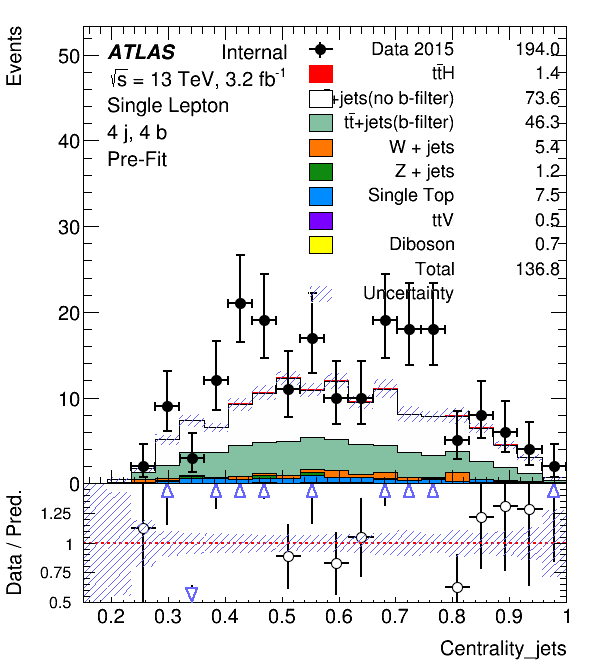 Events
50
40
30
20
10
0
ATLAS Internal
√s = 13 TeV, 3.2 fb-1
Single Lepton
4 j, 4 b
Pre-Fit
Data 2015 194.0
tt̄H 1.4
+jets(no b-filter) 73.6
tt̄+jets(b-filter) 46.3
W + jets 5.4
Z + jets 1.2
Single Top 7.5
ttV 0.5
Diboson 0.7
Total 136.8
Uncertainty
Data / Pred.
1.25
1
0.75
0.5
0.2 0.3 0.4 0.5 0.6 0.7 0.8 0.9 1
Centrality_jets